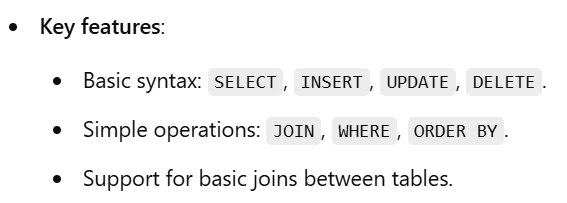 Key features:
Basic syntax: SELECT, INSERT, UPDATE, DELETE.
Simple operations: JOIN, WHERE, ORDER BY.
Support for basic joins between tables.